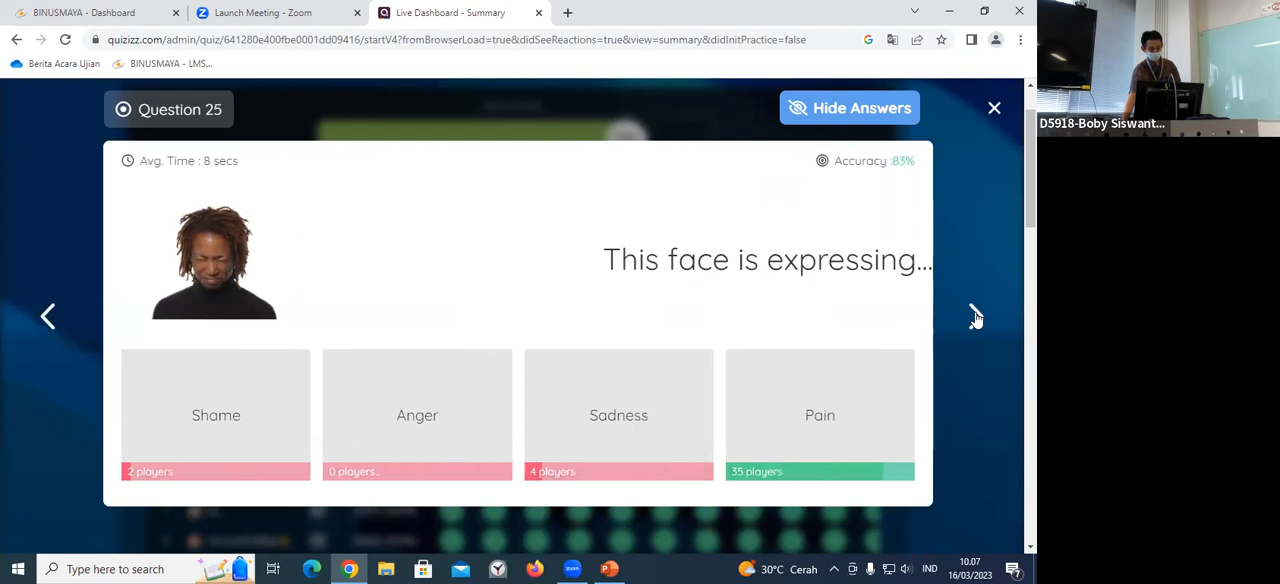 BINUSMAYA - Dashboard
Launch Meeting - Zoom
Live Dashboard - Summary
quizizz.com/admin/quiz/641280e400fbe0001dd09416/startV4?fromBrowserLoad=true&didSeeReactions=true&view=summary&didInitPractice=false
Berita Acara Ujian
BINUSMAYA - LMS...
D5918-Boby Siswant...
Question 25
Hide Answers
Avg. Time : 8 secs
Accuracy :83%
This face is expressing...
Shame
Anger
Sadness
Pain
2 players
0 players..
4 players
35 players
Type here to search
30°C Cerah
IND
10.07
16/03/2023